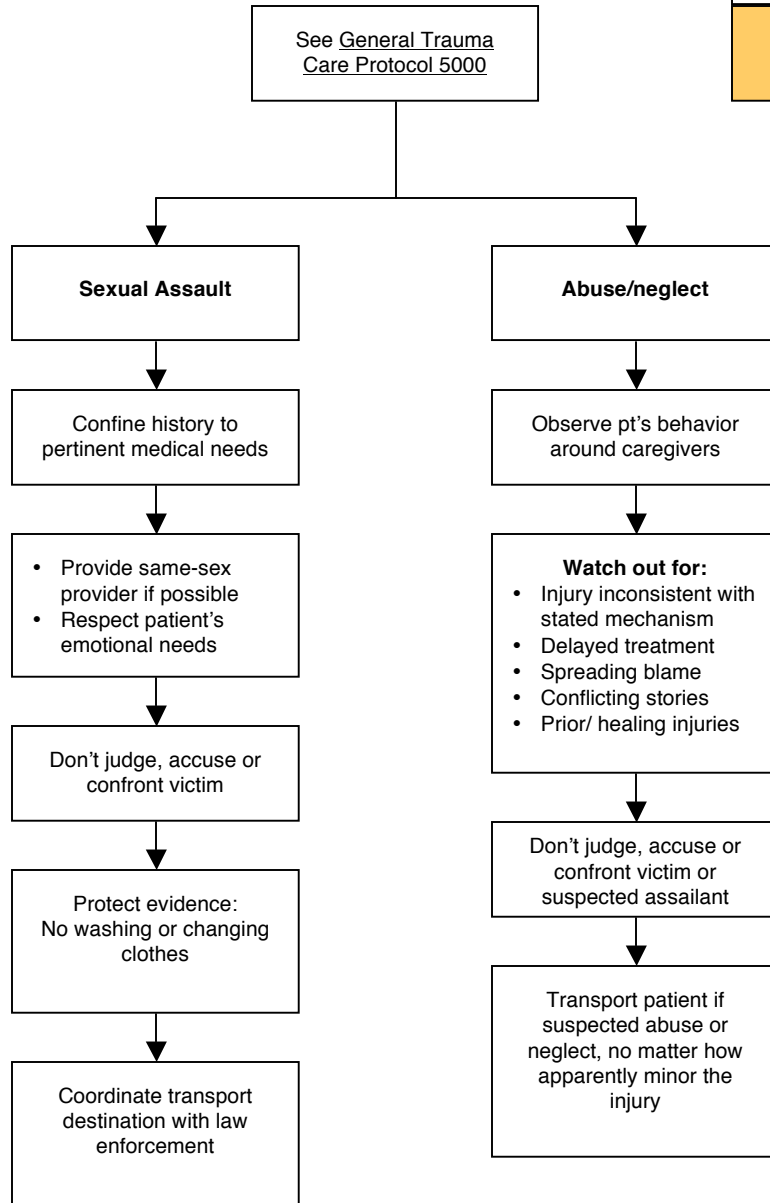 See General Trauma
Care Protocol 5000
Sexual Assault
Confine history to
pertinent medical needs
• Provide same-sex
provider if possible
• Respect patient's
emotional needs
Don't judge, accuse or
confront victim
Protect evidence:
No washing or changing
clothes
Coordinate transport
destination with law
enforcement
Abuse/neglect
Observe pt's behavior
around caregivers
Watch out for:
• Injury inconsistent with
stated mechanism
• Delayed treatment
• Spreading blame
• Conflicting stories
• Prior/ healing injuries
Don't judge, accuse or
confront victim or
suspected assailant
Transport patient if
suspected abuse or
neglect, no matter how
apparently minor the
injury